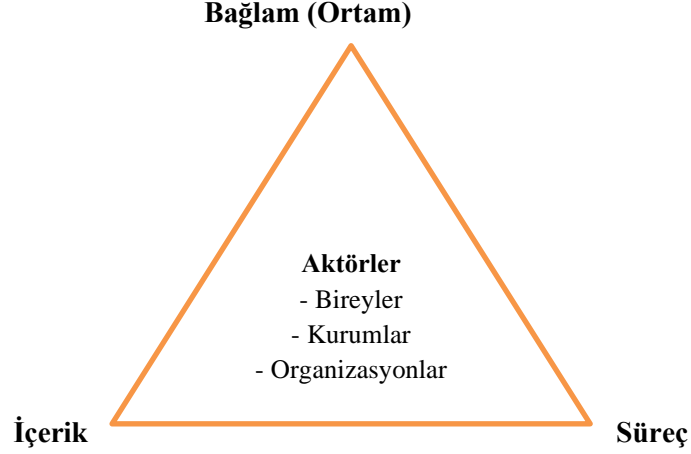 Bağlam (Ortam)
Aktörler
- Bireyler
- Kurumlar
- Organizasyonlar
İçerik
Süreç